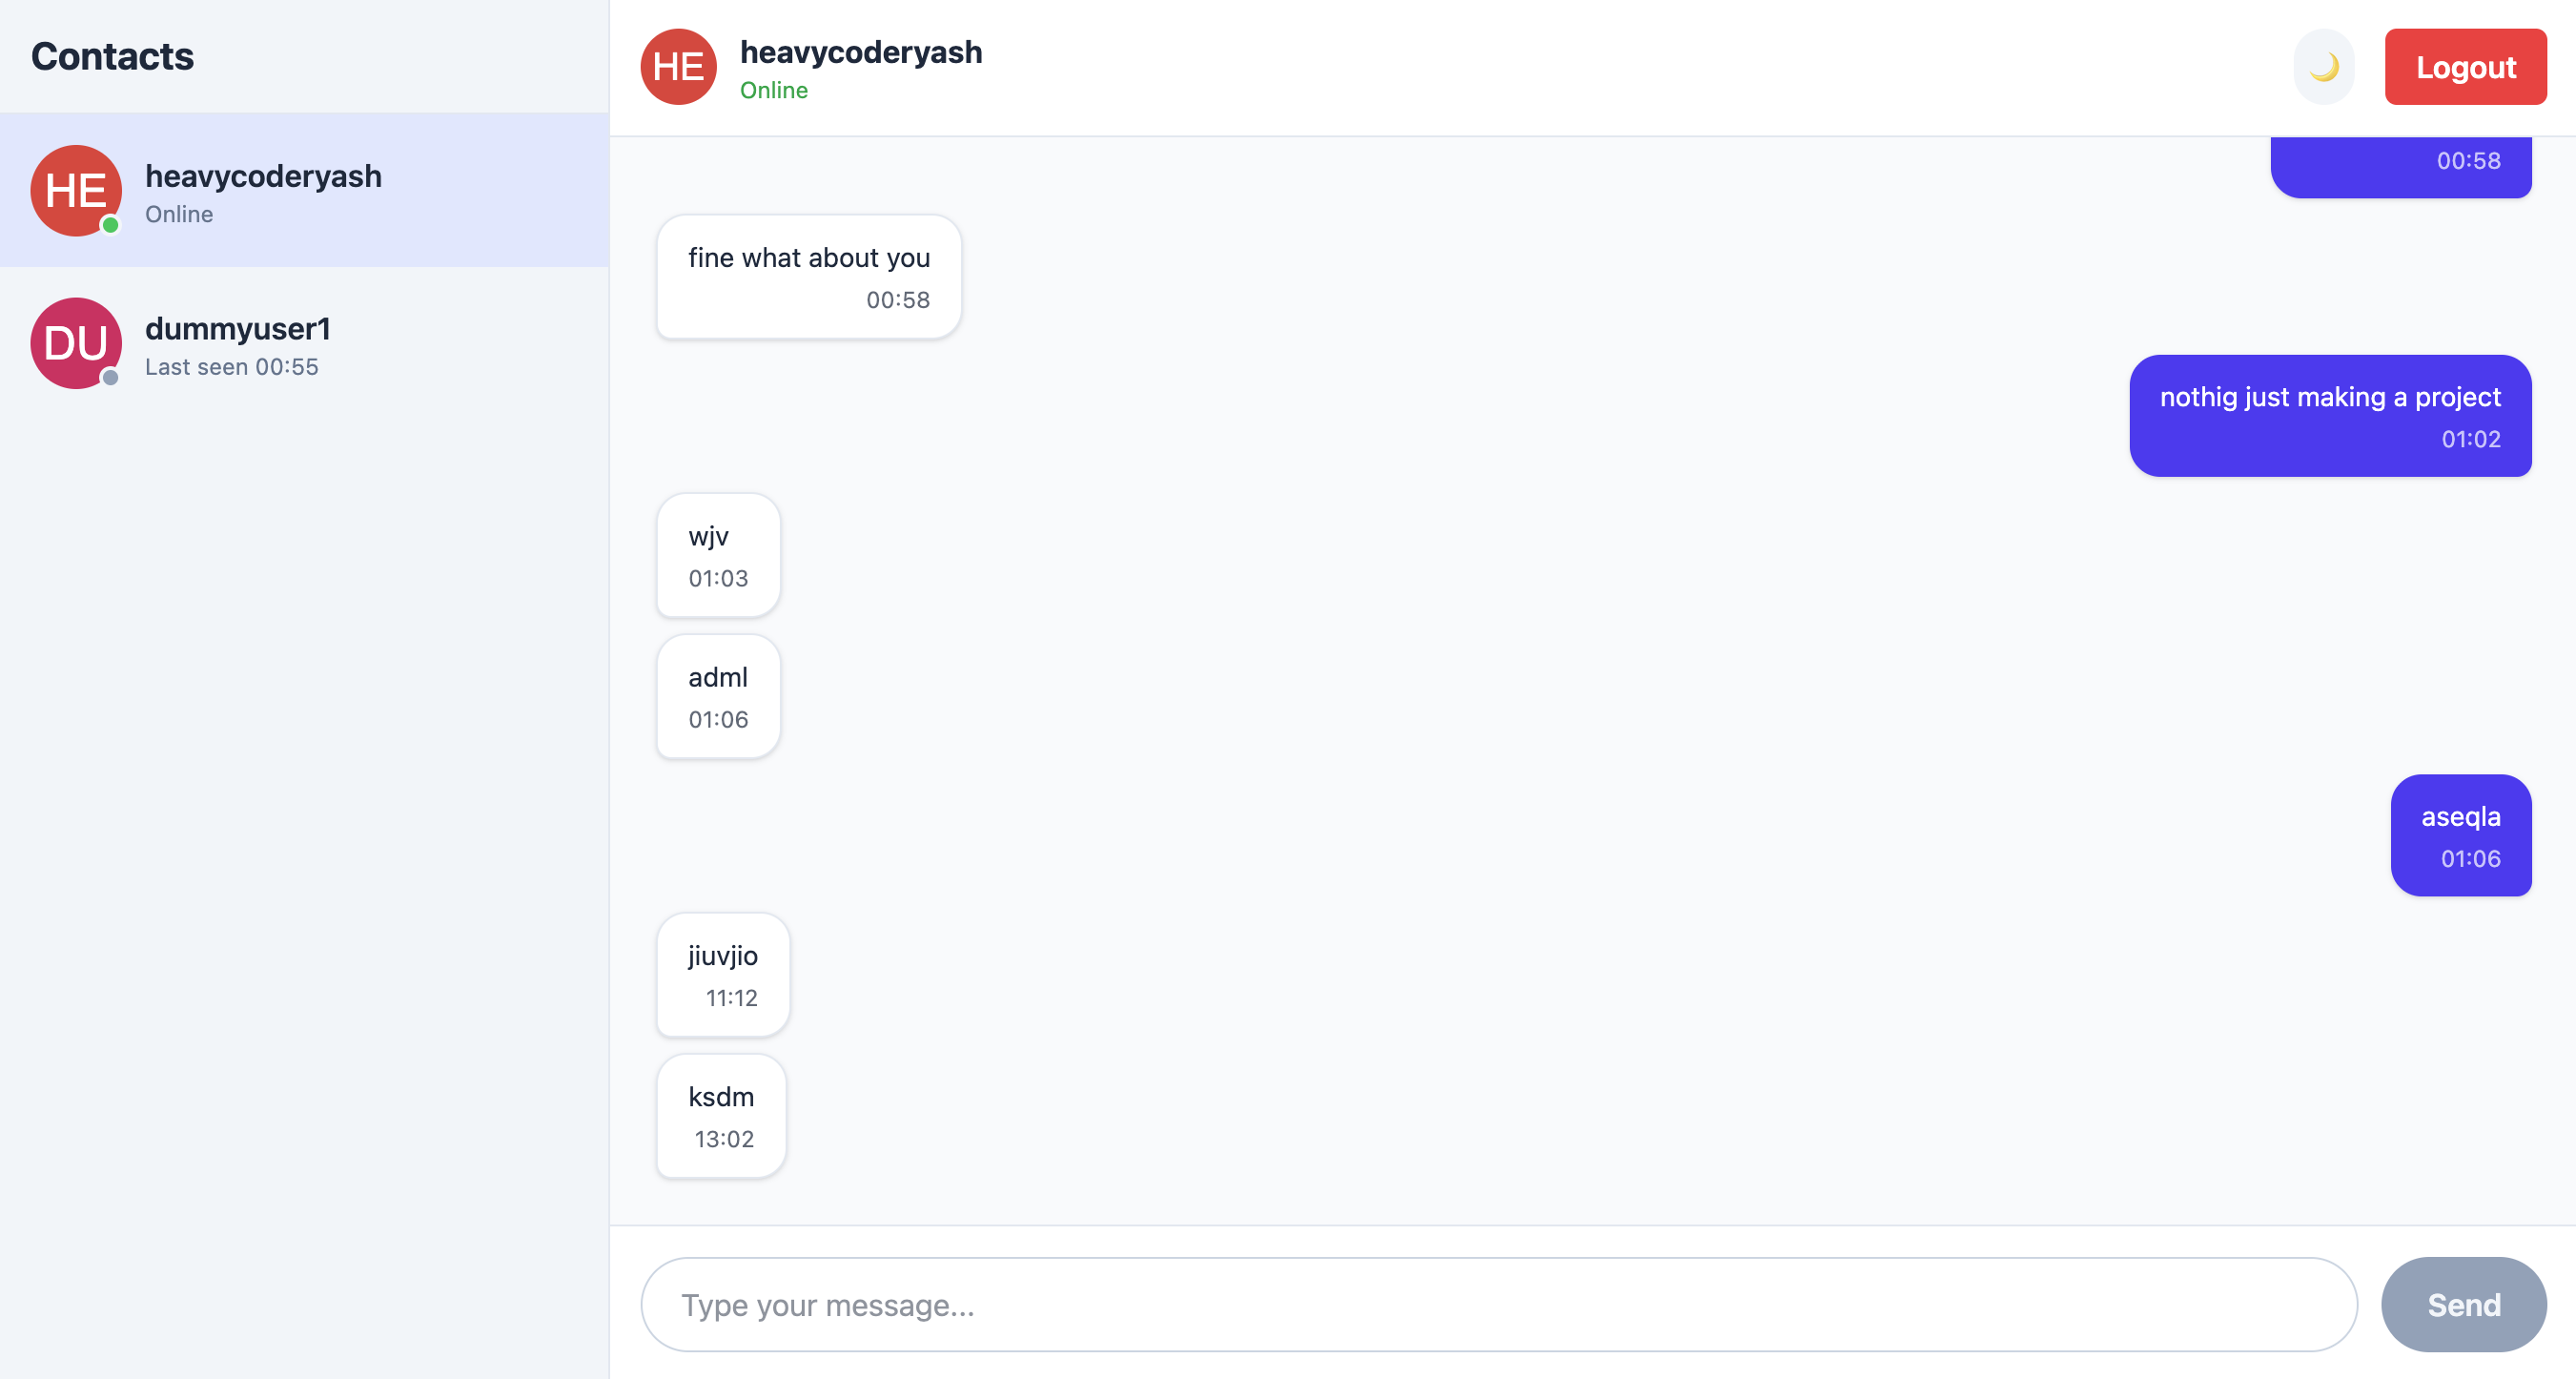 Contacts
HE
heavycoderyash
Online
DU
dummyuser1
Last seen 00:55
HE
heavycoderyash
Online
Logout
00:58
fine what about you
00:58
nothig just making a project
01:02
wjv
01:03
adml
01:06
aseqla
01:06
jiuvjio
11:12
ksdm
13:02
Type your message...
Send